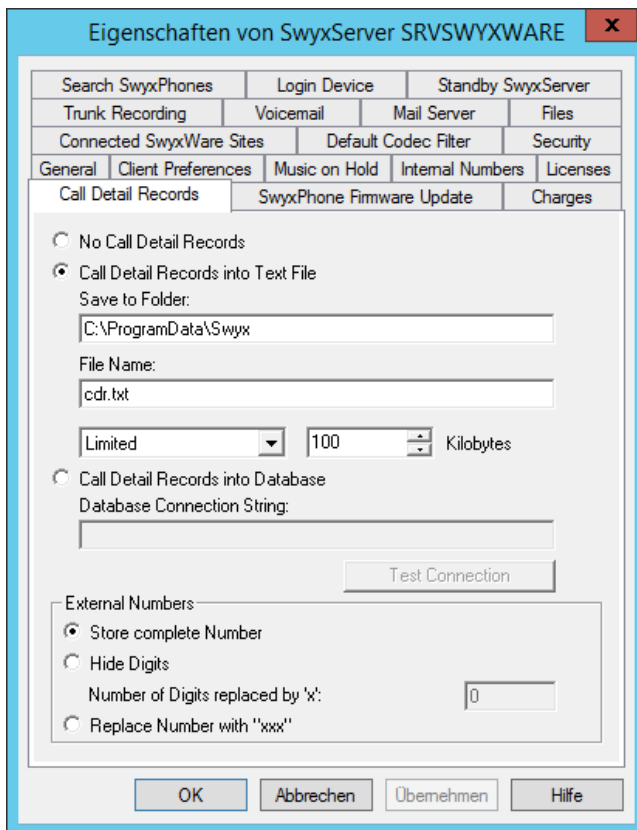 Eigenschaften von SwyxServer SRVSWYXWARE
x
Search SwyxPhones Login Device Standby SwyxServer
Trunk Recording Voicemail Mail Server Files
Connected SwyxWare Sites Default Codec Filter Security
General Client Preferences Music on Hold Internal Numbers Licenses
Call Detail Records SwyxPhone Firmware Update Charges
No Call Detail Records
Call Detail Records into Text File
Save to Folder:
C:\ProgramData\Swyx
File Name:
cdr.txt
Limited 100 Kilobytes
Call Detail Records into Database
Database Connection String:
Test Connection
External Numbers
Store complete Number
Hide Digits
Number of Digits replaced by 'x': 0
Replace Number with "xxx"
OK Abbrechen Übernehmen Hilfe